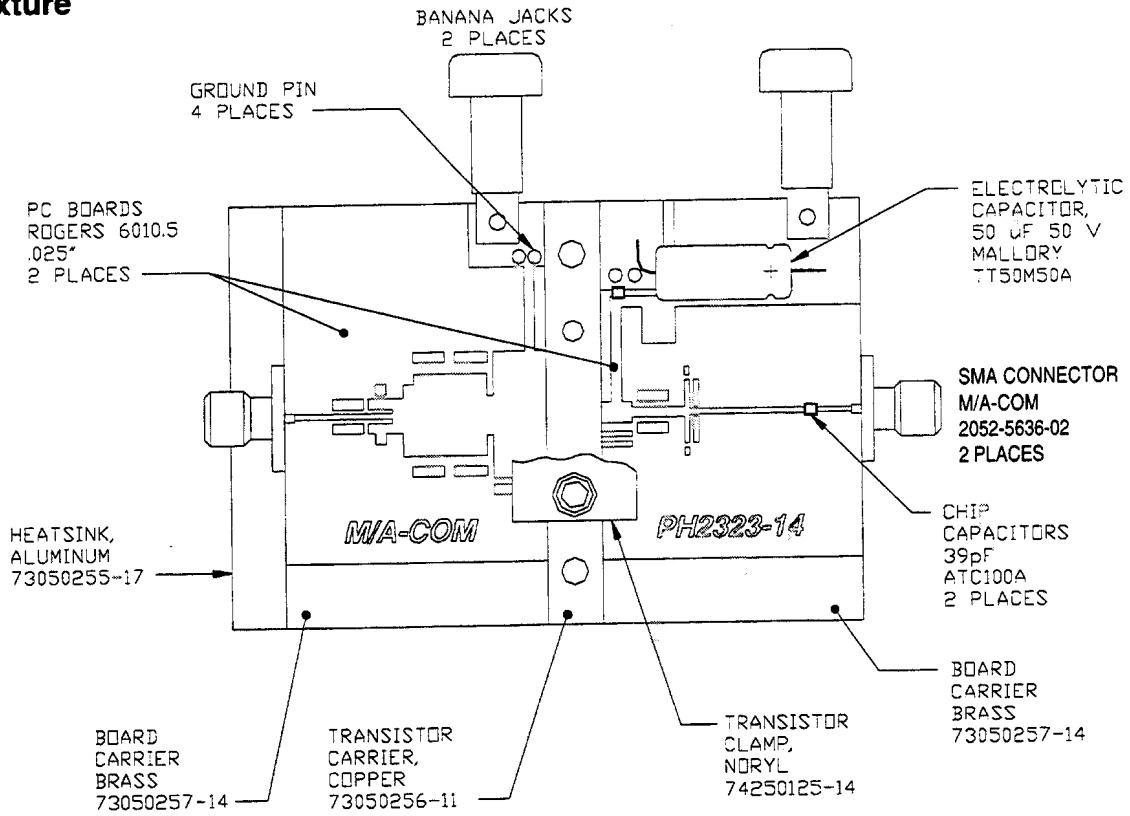 xture
BANANA JACKS
2 PLACES
GROUND PIN
4 PLACES
PC BOARDS
ROGERS 6010.5
.025"
2 PLACES
ELECTROLYTIC
CAPACITOR,
50 uF 50 V
MALLORY
TT50M50A
SMA CONNECTOR
M/A-COM
2052-5636-02
2 PLACES
M/A-COM
PH2323-14
HEATSINK,
ALUMINUM
73050255-17
CHIP
CAPACITORS
39pF
ATC100A
2 PLACES
BOARD
CARRIER
BRASS
73050257-14
TRANSISTOR
CARRIER,
COPPER
73050256-11
TRANSISTOR
CLAMP,
NORYL
74250125-14
BOARD
CARRIER
BRASS
73050257-14